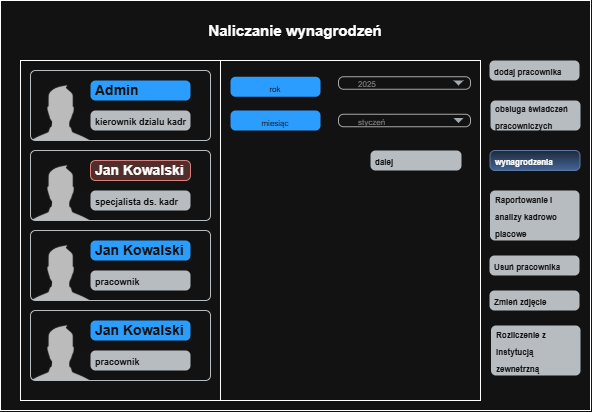 Naliczanie wynagrodzeń
Admin
kierownik dzialu kadr
Jan Kowalski
specjalista ds. kadr
Jan Kowalski
pracownik
Jan Kowalski
pracownik
rok
2025
miesiąc
styczeń
dalej
dodaj pracownika
obsługa świadczeń
pracowniczych
wynagrodzenia
Raportowanie i
analizy kadrowo
płacowe
Usuń pracownika
Zmień zdjęcie
Rozliczenie z
instytucją
zewnetrzną